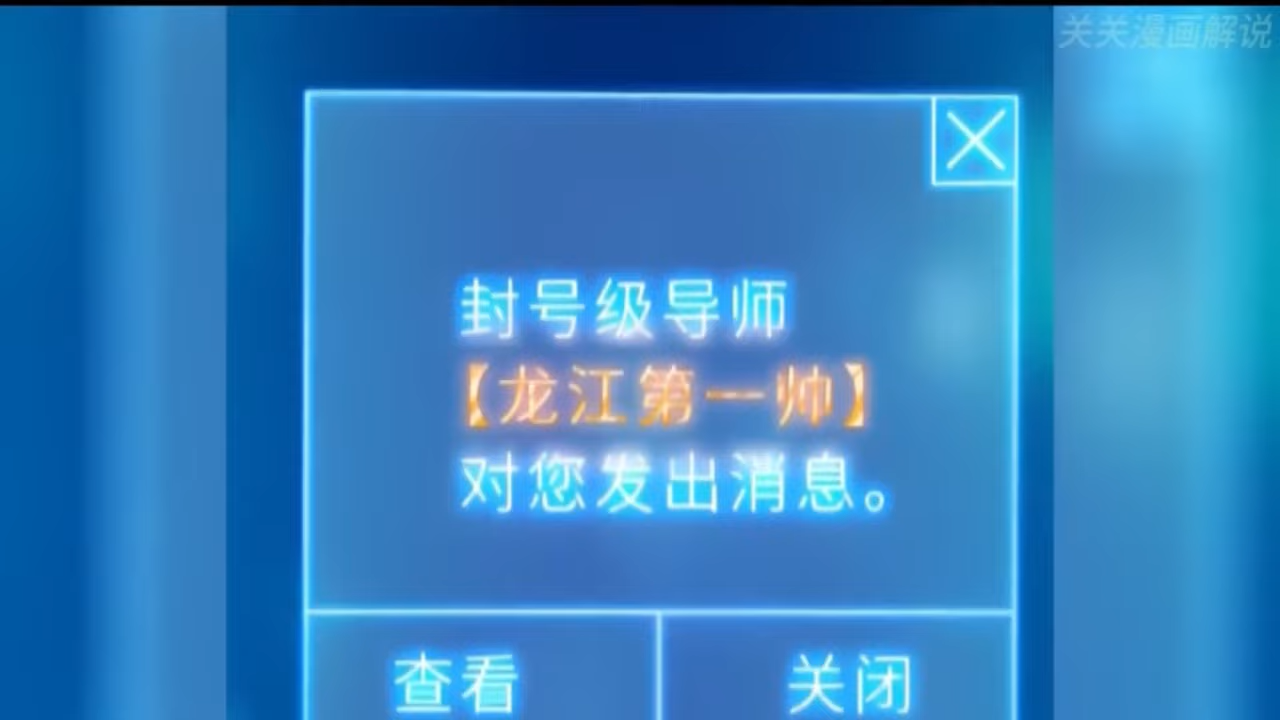 关关漫画解说
封号级导师
【龙江第一帅】
对您发出消息。
查看
关闭